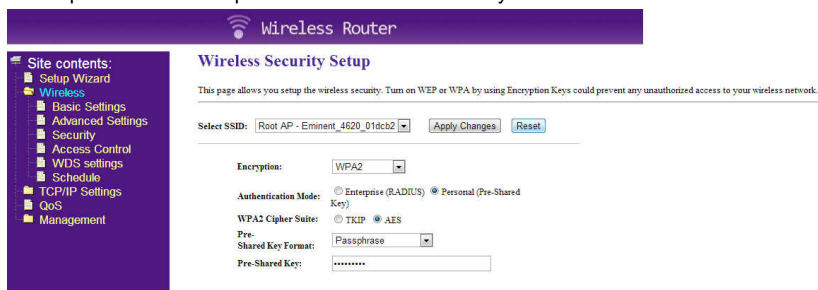 Wireless Router
Site contents:
Setup Wizard
Wireless
Basic Settings
Advanced Settings
Security
Access Control
WDS settings
Schedule
TCP/IP Settings
QoS
Management
Wireless Security Setup
This page allows you setup the wireless security. Turn on WEP or WPA by using Encryption Keys could prevent any unauthorized access to your wireless network.
Select SSID: Root AP - Eminent_4620_01dcb2 Apply Changes Reset
Encryption: WPA2
Authentication Mode: Enterprise (RADIUS) Personal (Pre-Shared
Key)
WPA2 Cipher Suite: TKIP AES
Pre-
Shared Key Format: Passphrase
Pre-Shared Key: •••••••••